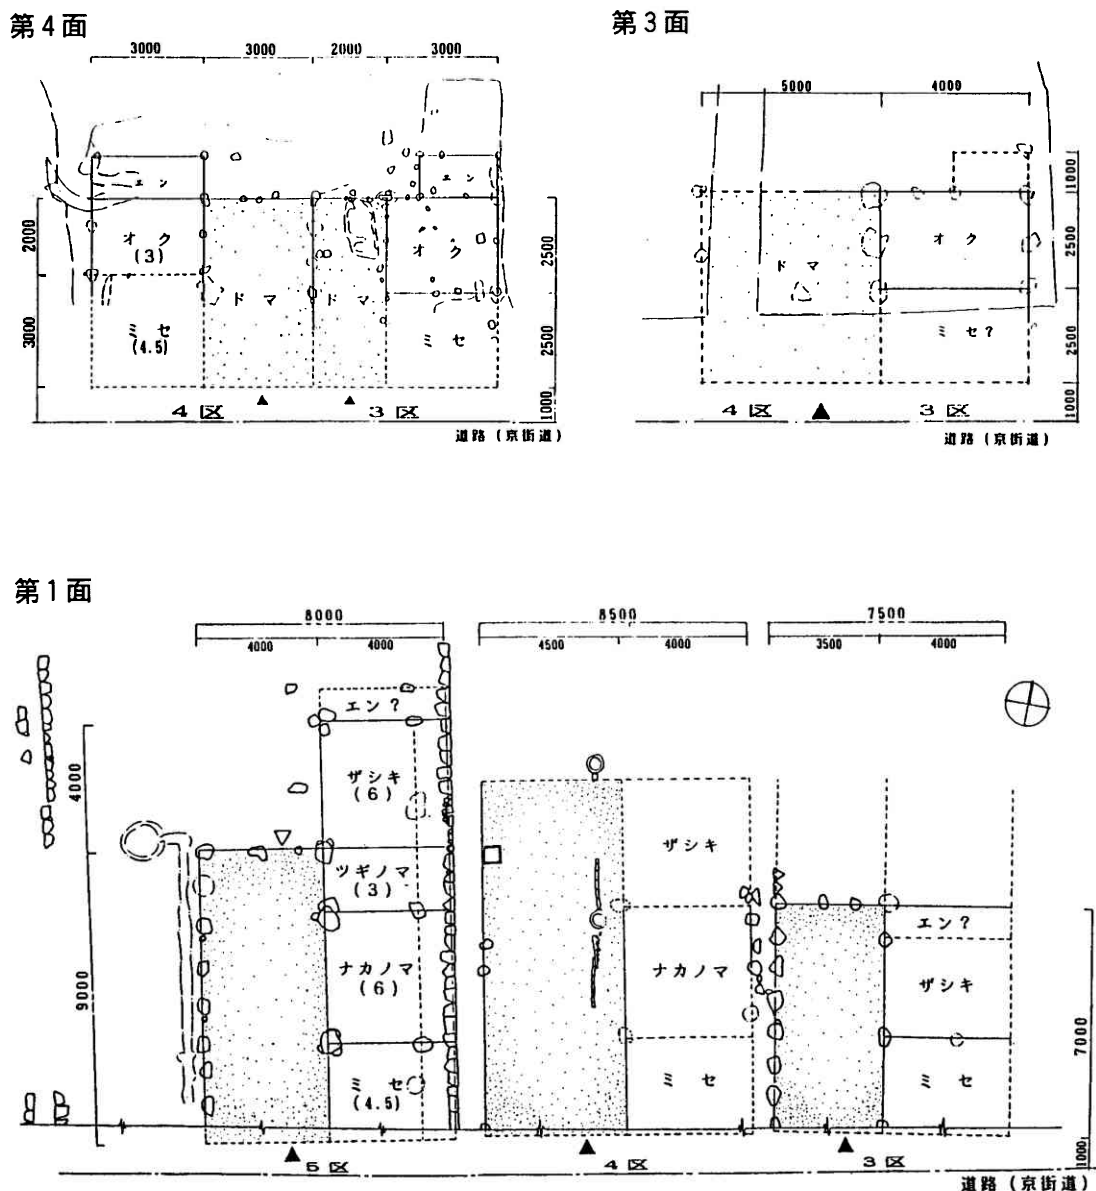 第4面
3000 3000 2000 3000
エン
エン
オク
(3)
オク
ドマ
ドマ
ミセ
(4.5)
ミセ
2000
3000
2500
2500
1000
4区
3区
道路（京街道）
第3面
5000 4000
1000
2500
2500
1000
オク
ドマ
ミセ？
4区
3区
道路（京街道）
第1面
8000 8500 7500
4000 4000 4500 4000 3500 4000
4000
9000
エン？
ザシキ
(6)
ツギノマ
(3)
ナカノマ
(6)
ミセ
(4.5)
ザシキ
ナカノマ
ミセ
エン？
ザシキ
ミセ
7000
1000
5区
4区
3区
道路（京街道）